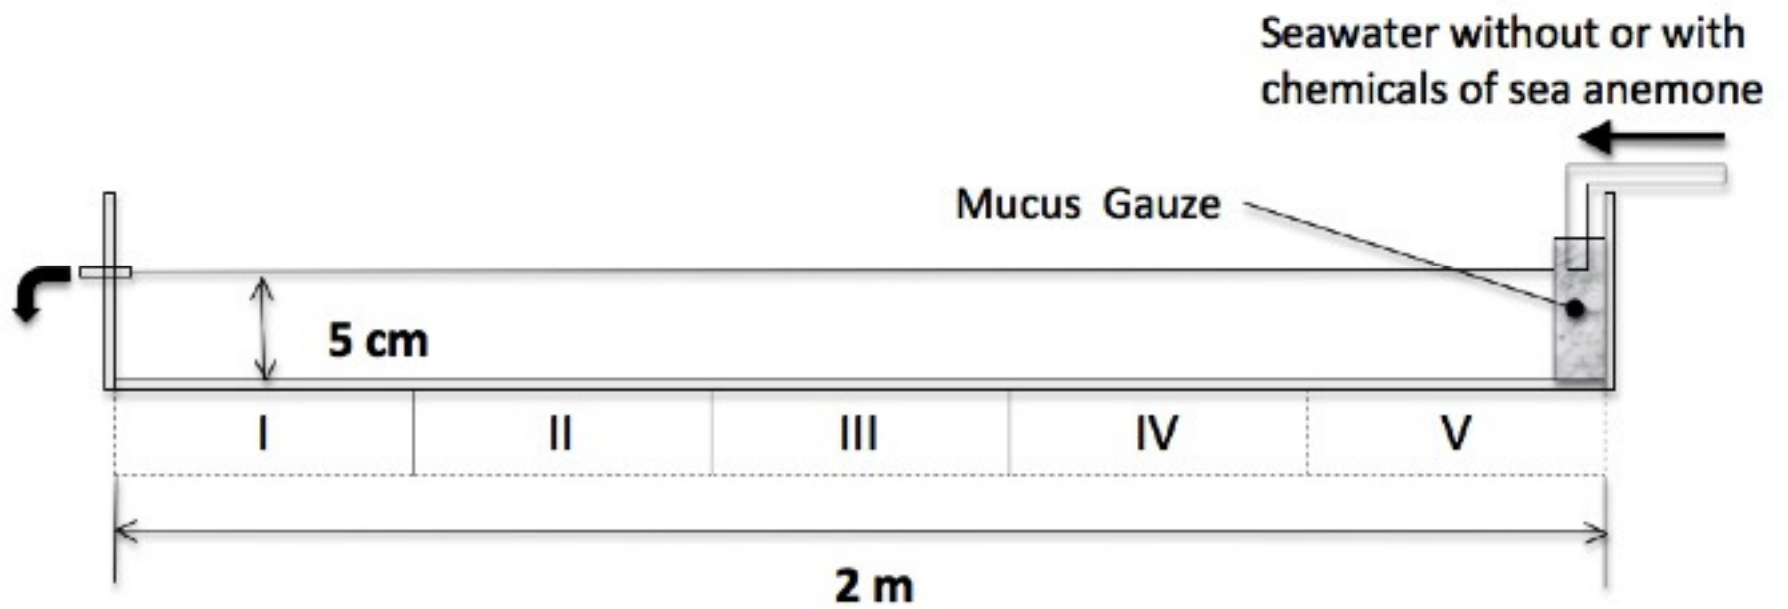 Seawater without or with
chemicals of sea anemone
Mucus Gauze
5 cm
I II III IV V
2 m